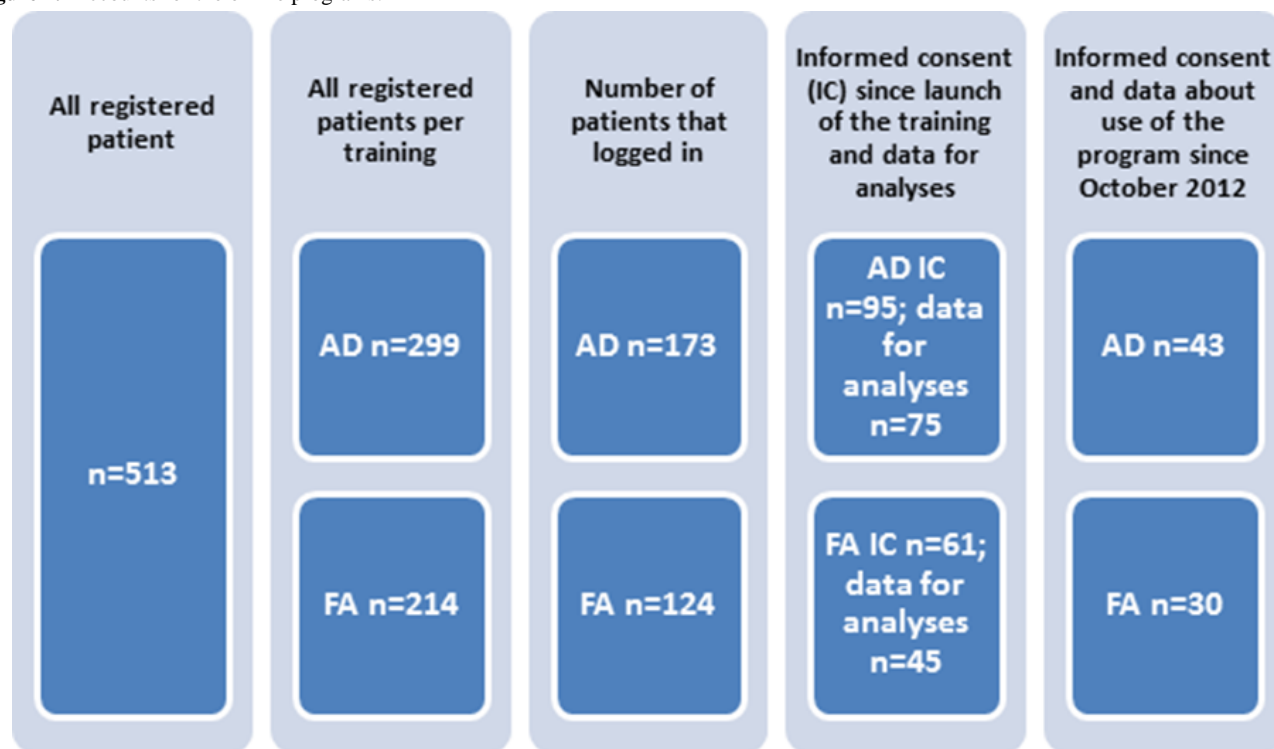 programs.
All registered
patient
n=513
All registered
patients per
training
AD n=299
FA n=214
Number of
patients that
logged in
AD n=173
FA n=124
Informed consent
(IC) since launch
of the training
and data for
analyses
AD IC
n=95; data
for
analyses
n=75
FA IC n=61;
data for
analyses
n=45
Informed consent
and data about
use of the
program since
October 2012
AD n=43
FA n=30